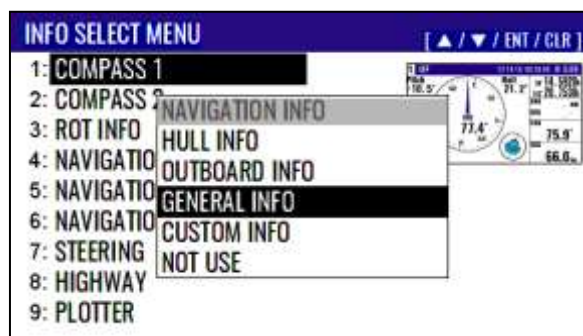 INFO SELECT MENU
[ ▲ / ▼ / ENT / CLR ]
1: COMPASS 1
2: COMPASS 2
3: ROT INFO
4: NAVIGATIO
5: NAVIGATIO
6: NAVIGATIO
7: STEERING
8: HIGHWAY
9: PLOTTER
NAVIGATION INFO
HULL INFO
OUTBOARD INFO
GENERAL INFO
CUSTOM INFO
NOT USE
77.4°
75.9°
66.6